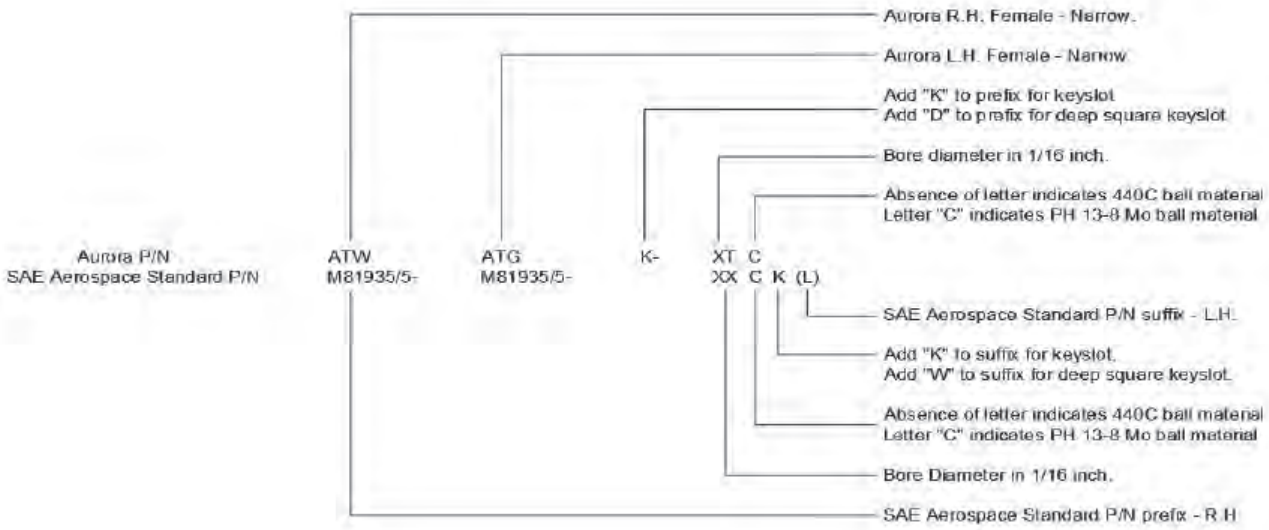 Aurora R.H. Female - Narrow.
Aurora L.H. Female - Narrow
Add "K" to prefix for keyslot
Add "D" to prefix for deep square keyslot
Bore diameter in 1/16 inch.
Absence of letter indicates 440C ball material
Letter "C" indicates PH 13-8 Mo ball material
Aurora P/N ATW ATG K- XT C
SAE Aerospace Standard P/N M81935/5- M81935/5- XX C K (L)
SAE Aerospace Standard P/N suffix - L.H.
Add "K" to suffix for keyslot.
Add "W" to suffix for deep square keyslot.
Absence of letter indicates 440C ball material
Letter "C" indicates PH 13-8 Mo ball material
Bore Diameter in 1/16 inch.
SAE Aerospace Standard P/N prefix - R.H